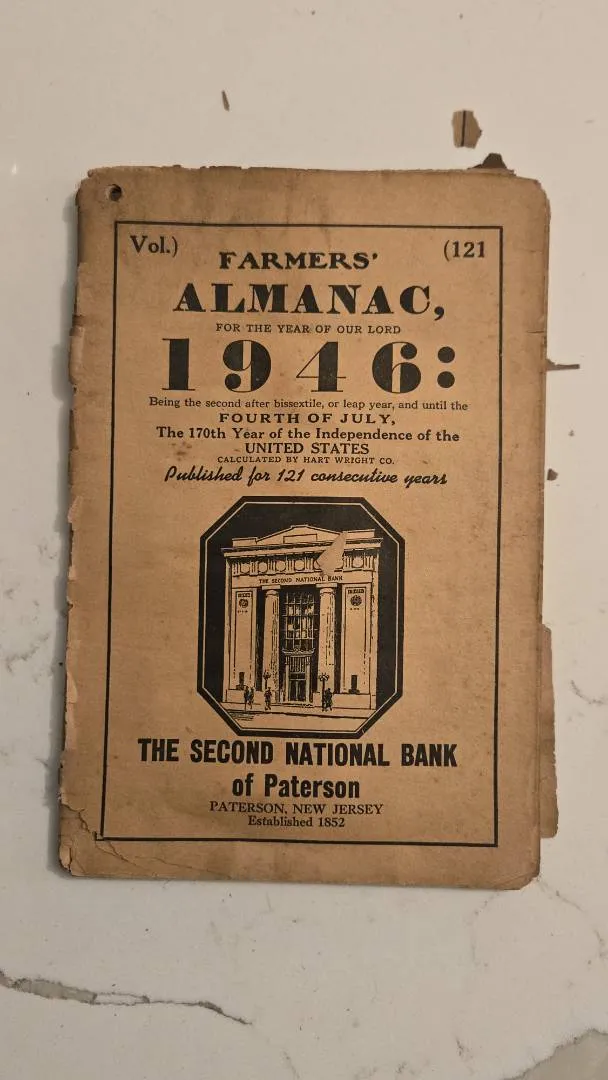 Vol.) (121
FARMERS'
ALMANAC,
FOR THE YEAR OF OUR LORD
1946:
Being the second after bissextile, or leap year, and until the
FOURTH OF JULY,
The 170th Year of the Independence of the
UNITED STATES
CALCULATED BY HART WRIGHT CO.
Published for 121 consecutive years
THE SECOND NATIONAL BANK
THE SECOND NATIONAL BANK
of Paterson
PATERSON, NEW JERSEY
Established 1852